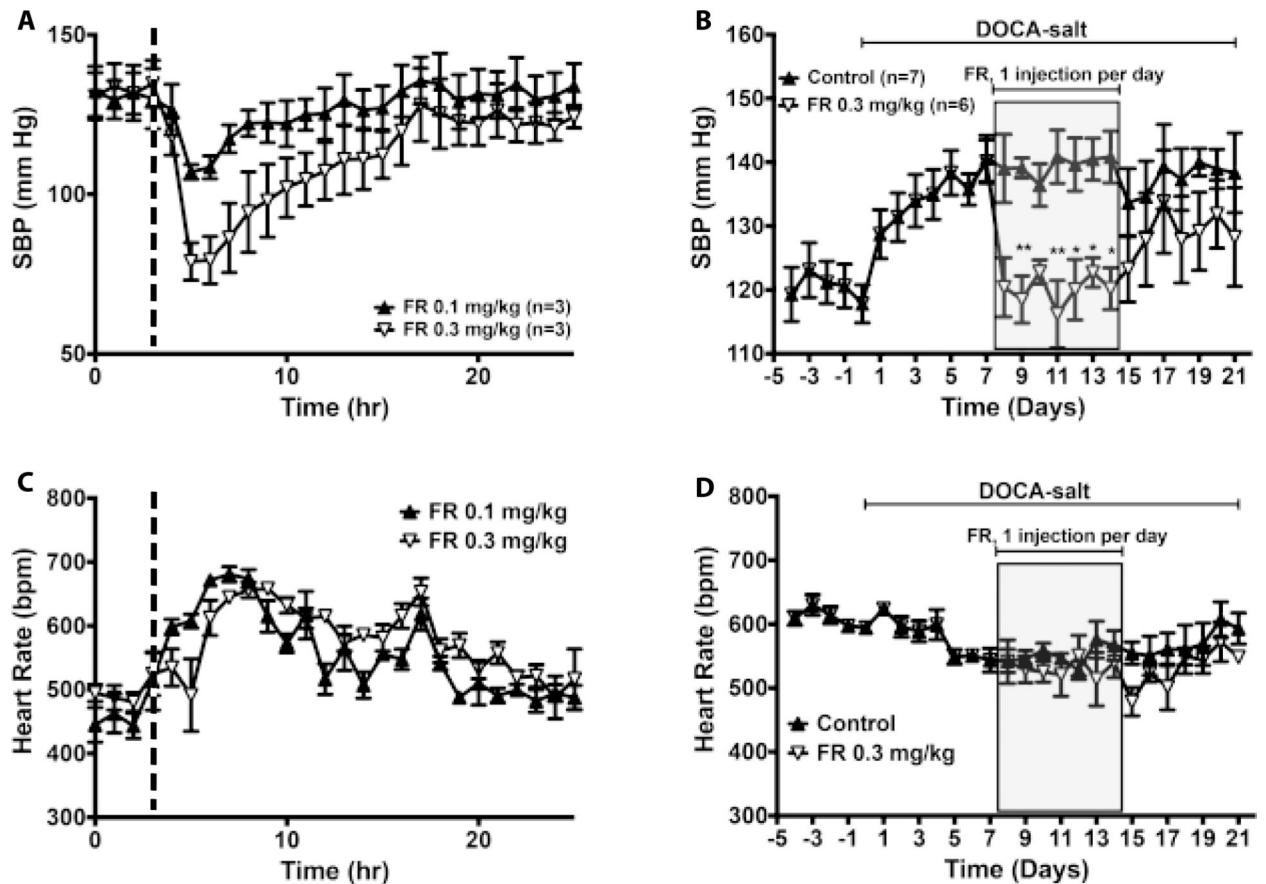 A
150
100
50
SBP (mm Hg)
FR 0.1 mg/kg (n=3)
FR 0.3 mg/kg (n=3)
0 10 20
Time (hr)
B
DOCA-salt
160
150
140
130
120
110
SBP (mm Hg)
Control (n=7)
FR 0.3 mg/kg (n=6)
FR, 1 injection per day
** ** * * *
-5 -3 -1 1 3 5 7 9 11 13 15 17 19 21
Time (Days)
C
800
700
600
500
400
300
Heart Rate (bpm)
FR 0.1 mg/kg
FR 0.3 mg/kg
0 10 20
Time (hr)
D
DOCA-salt
800
700
600
500
400
300
Heart Rate (bpm)
FR, 1 injection per day
Control
FR 0.3 mg/kg
-5 -3 -1 1 3 5 7 9 11 13 15 17 19 21
Time (Days)